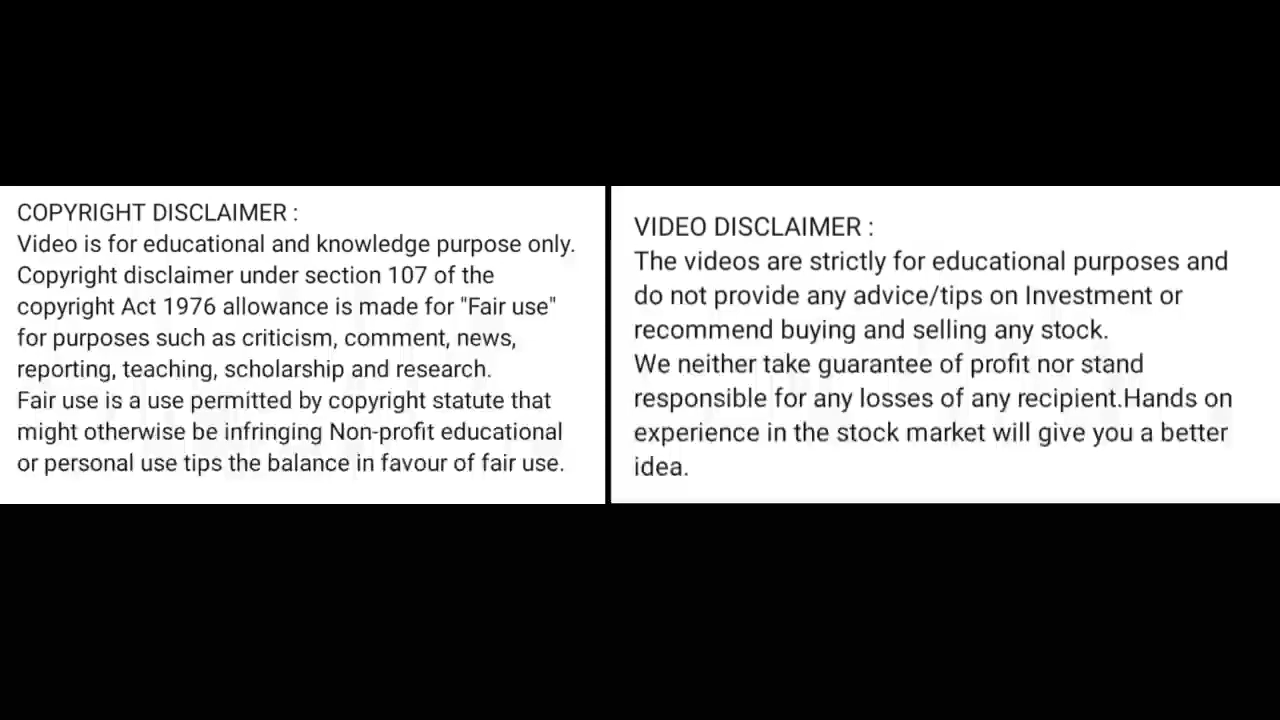 COPYRIGHT DISCLAIMER :
Video is for educational and knowledge purpose only.
Copyright disclaimer under section 107 of the
copyright Act 1976 allowance is made for "Fair use"
for purposes such as criticism, comment, news,
reporting, teaching, scholarship and research.
Fair use is a use permitted by copyright statute that
might otherwise be infringing Non-profit educational
or personal use tips the balance in favour of fair use.
VIDEO DISCLAIMER :
The videos are strictly for educational purposes and
do not provide any advice/tips on Investment or
recommend buying and selling any stock.
We neither take guarantee of profit nor stand
responsible for any losses of any recipient.Hands on
experience in the stock market will give you a better
idea.